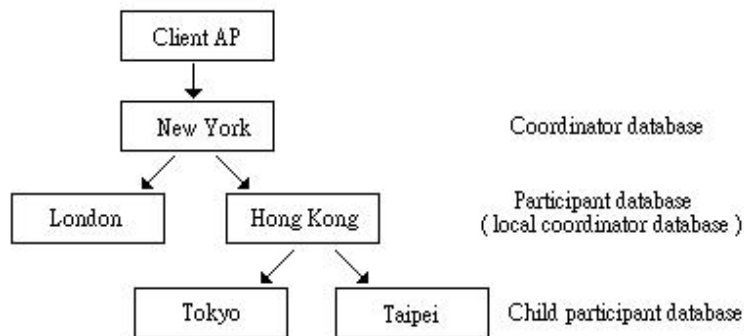 Client AP
New York
Coordinator database
London
Hong Kong
Participant database
( local coordinator database )
Tokyo
Taipei
Child participant database